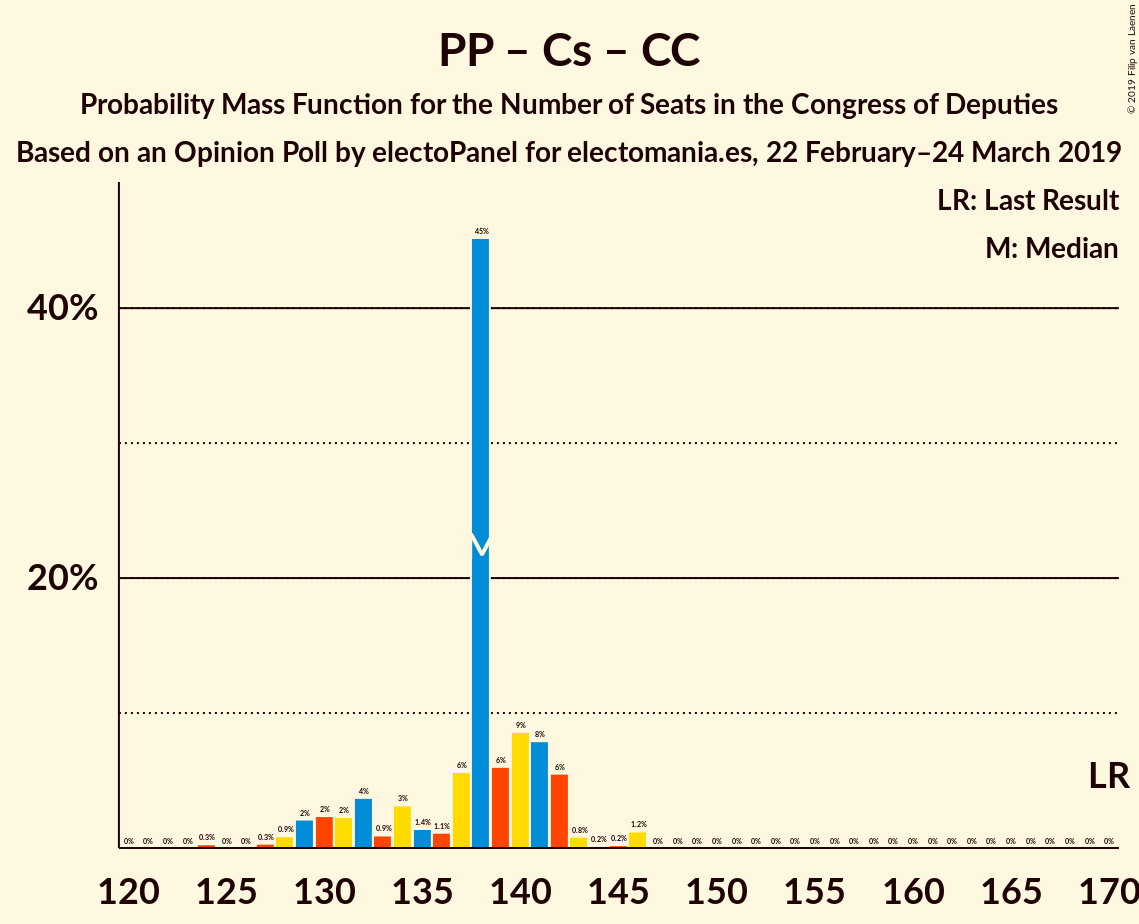 PP – Cs – CC
Probability Mass Function for the Number of Seats in the Congress of Deputies
Based on an Opinion Poll by electoPanel for electomania.es, 22 February–24 March 2019
© 2019 Filip van Laenen
LR: Last Result
M: Median
40%
20%
0% 0% 0% 0% 0.3% 0% 0% 0.3% 0.9% 2% 2% 2% 4% 0.9% 3% 1.4% 1.1% 6% 45% 6% 9% 8% 6% 0.8% 0.2% 0.2% 1.2% 0% 0% 0% 0% 0% 0% 0% 0% 0% 0% 0% 0% 0% 0% 0% 0% 0% 0% 0% 0% 0% 0% 0% 0%
M
LR
120 125 130 135 140 145 150 155 160 165 170